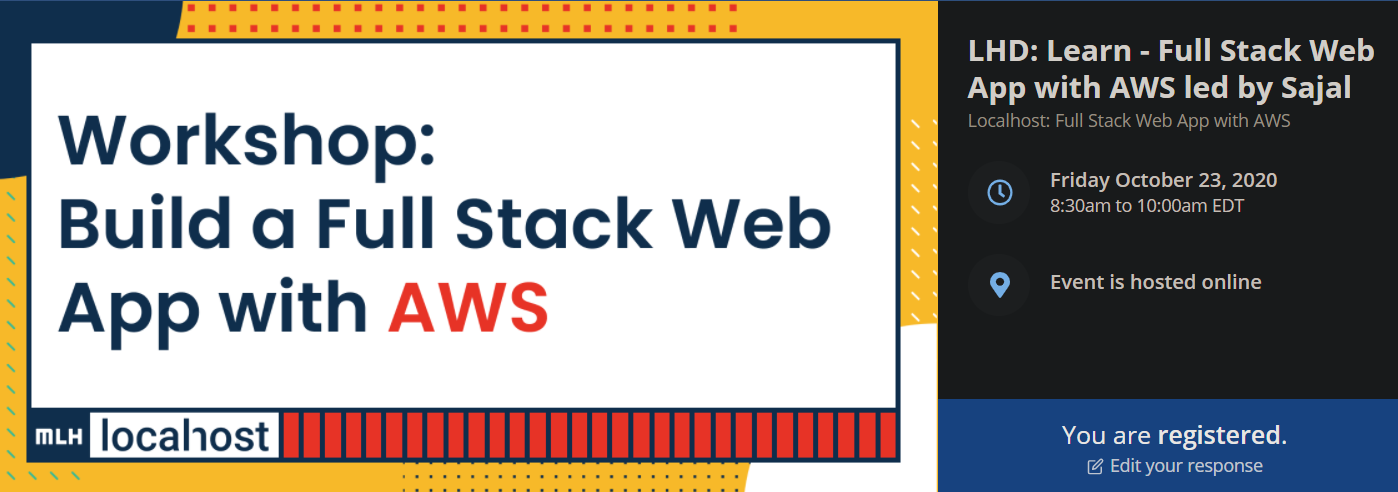 Workshop:
Build a Full Stack Web
App with AWS
MLH localhost
LHD: Learn - Full Stack Web
App with AWS led by Sajal
Localhost: Full Stack Web App with AWS
Friday October 23, 2020
8:30am to 10:00am EDT
Event is hosted online
You are registered.
Edit your response